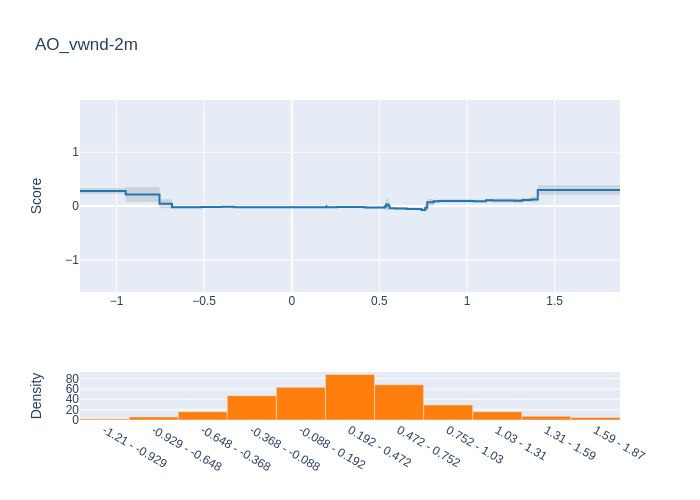 AO_vwnd-2m
Score
1
0
−1
−1
−0.5
0
0.5
1
1.5
Density
80
60
40
20
0
-1.21 - -0.929
-0.929 - -0.648
-0.648 - -0.368
-0.368 - -0.088
-0.088 - 0.192
0.192 - 0.472
0.472 - 0.752
0.752 - 1.03
1.03 - 1.31
1.31 - 1.59
1.59 - 1.87